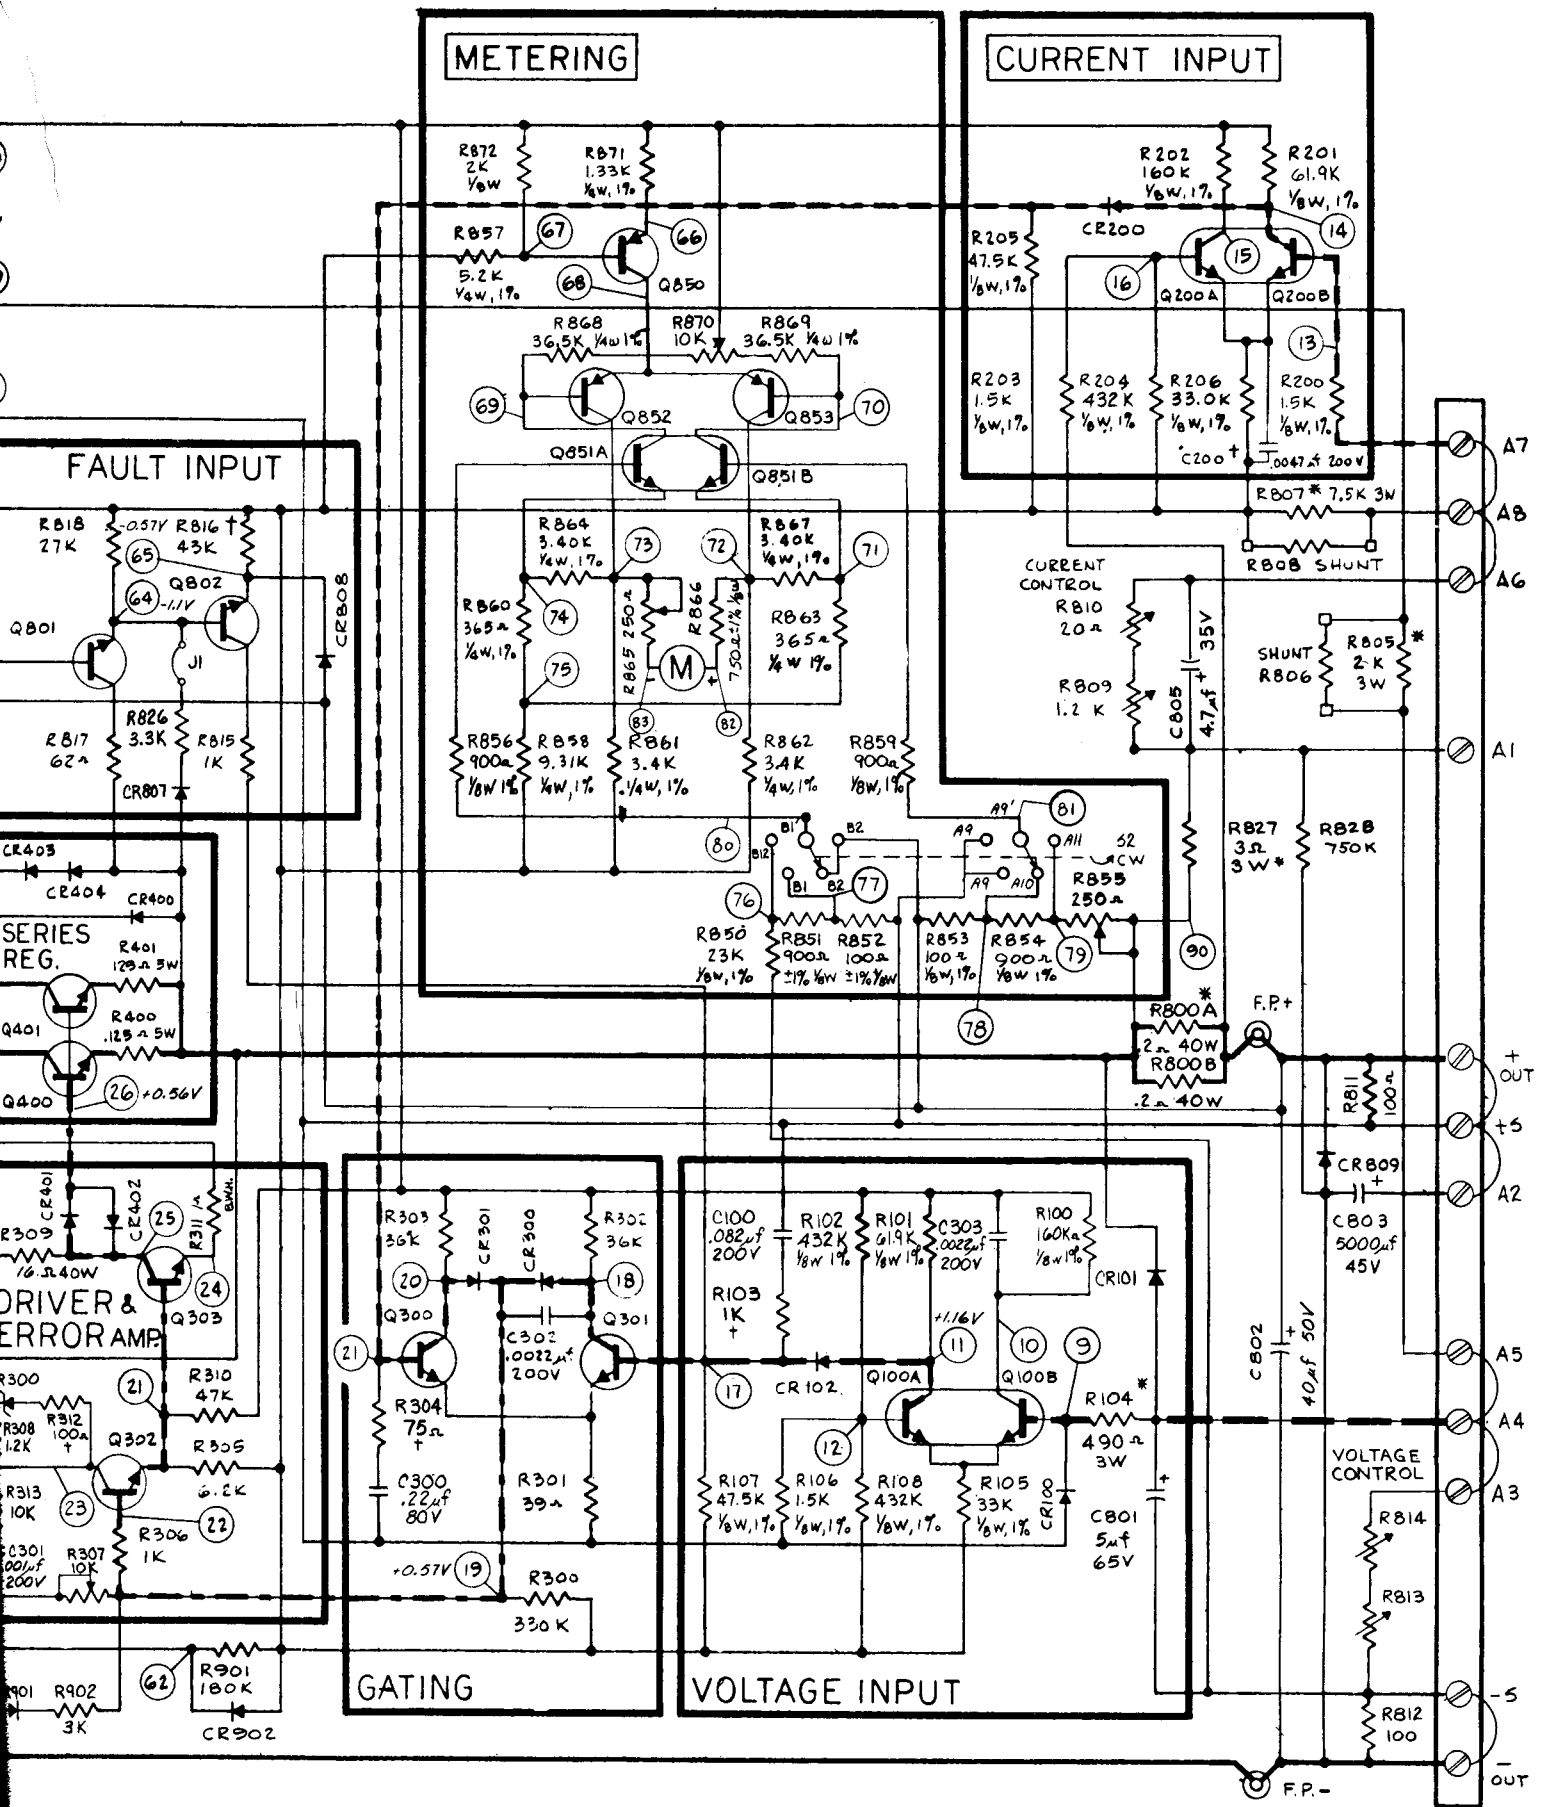 METERING
CURRENT INPUT
R872
2K
1/8W
R871
1.33K
1/4W, 1%
R202
160K
1/8W, 1%
R201
61.9K
1/8W, 1%
R857
5.2K
1/4W, 1%
67
66
68
Q850
CR200
14
15
16
R205
47.5K
1/8W, 1%
Q200A
Q200B
13
R868
36.5K 1/4W 1%
R870
10K
R869
36.5K 1/4W 1%
69
Q852
Q853
70
R203
1.5K
1/8W, 1%
R204
432K
1/8W, 1%
R206
33.0K
1/8W, 1%
R200
1.5K
1/8W, 1%
C200 †
.0047µf 200V
Q851A
Q851B
A7
FAULT INPUT
R807* 7.5K 3W
A8
R808 SHUNT
R818
27K
-0.57V
R816 †
43K
65
Q802
64
-1.1V
Q801
J1
CR808
R864
3.40K
1/4W, 1%
73
72
R867
3.40K
1/4W, 1%
71
CURRENT
CONTROL
R810
20Ω
A6
R860
365Ω
1/4W, 1%
74
R865 250Ω
R866
750Ω±1% 1/8W
M
-
+
R863
365Ω
1/4W 1%
75
83
82
C805
4.7µf
+
35V
SHUNT
R806
R805
*
2K
3W
R809
1.2 K
R826
3.3K
R817
62Ω
R815
1K
CR807
R856
900Ω
1/8W 1%
R858
9.31K
1/4W, 1%
R861
3.4K
1/4W, 1%
R862
3.4K
1/4W, 1%
R859
900Ω
1/8W, 1%
A1
80
B1'
B2
B12
B1
B2
77
A9'
81
A9
A11
A9
A10
S2
CW
R855
250Ω
R827
3Ω
3W*
R828
750K
CR403
CR404
CR400
SERIES
REG.
R401
.125Ω 5W
Q401
R400
.125Ω 5W
Q400
26
+0.56V
76
R850
23K
1/8W, 1%
R851
900Ω
±1% 1/8W
R852
100Ω
±1% 1/8W
R853
100Ω
1/8W, 1%
R854
900Ω
1/8W 1%
79
90
78
R800A
*
.2Ω 40W
R800B
.2Ω 40W
F.P.+
R811
100Ω
+
OUT
+S
CR809
A2
C803
5000µf
45V
+
CR401
CR402
25
R311 1Ω
B.W.H.
R309
16Ω 40W
24
DRIVER &
ERROR AMP.
Q303
R303
36K
CR301
CR300
R302
36K
20
18
Q300
Q301
C302
.0022µf
200V
21
C100
.082µf
200V
R102
432K
1/8W 1%
R101
61.9K
1/8W 1%
C303
.0022µf
200V
R100
160KΩ
1/8W 1%
CR101
R103
1K
†
+1.16V
11
10
9
17
CR102
Q100A
Q100B
R104
*
490Ω
3W
C802
+
40µf 50V
A5
A4
R310
47K
21
R300
R308
1.2K
R312
100Ω
†
Q302
R305
6.2K
R313
10K
23
22
R306
1K
C301
.001µf
200V
R307
10K
R304
75Ω
†
C300
.22µf
80V
R301
39Ω
12
R107
47.5K
1/8W, 1%
R106
1.5K
1/8W, 1%
R108
432K
1/8W, 1%
R105
33K
1/8W, 1%
CR100
C801
5µf
65V
+
VOLTAGE
CONTROL
A3
R814
R813
+0.57V
19
R300
330K
62
R901
180K
R902
3K
CR902
GATING
VOLTAGE INPUT
-S
R812
100
F.P.-
-
OUT